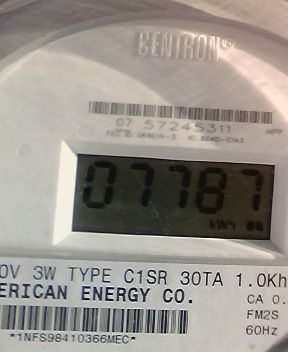 CENTRON
07 57245311 HPP
07787
kWh
0V 3W TYPE C1SR 30TA 1.0Kh
ERICAN ENERGY CO. CA 0.
FM2S
*1NFS98410366MEC* 60Hz